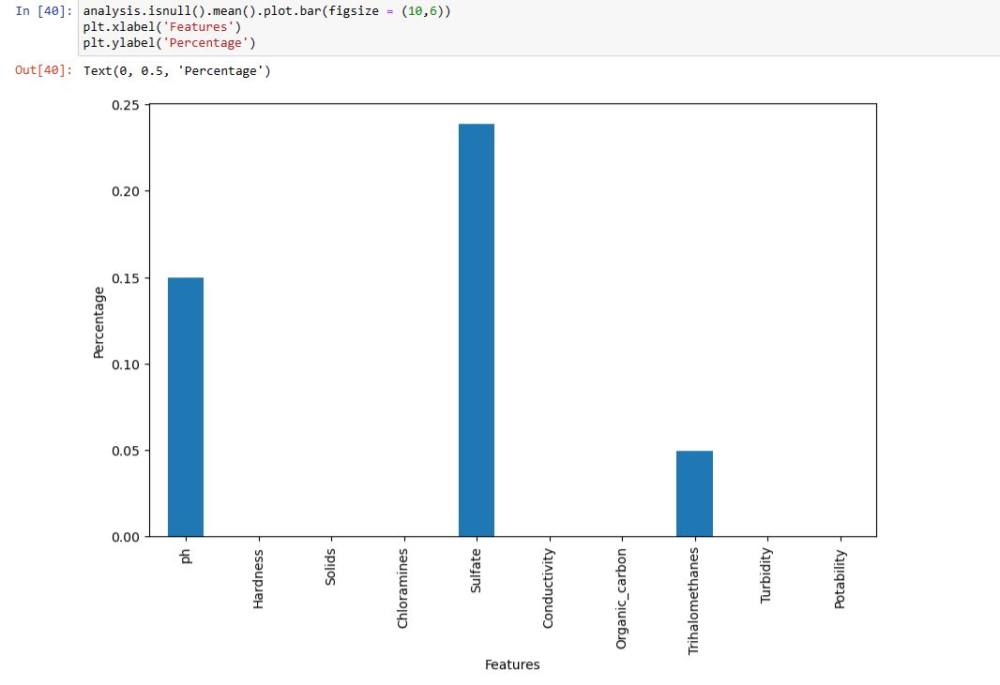 In [40]: analysis.isnull().mean().plot.bar(figsize = (10,6))
plt.xlabel('Features')
plt.ylabel('Percentage')
Out[40]: Text(0, 0.5, 'Percentage')
0.25
0.20
0.15
0.10
0.05
0.00
Percentage
ph
Hardness
Solids
Chloramines
Sulfate
Conductivity
Organic_carbon
Trihalomethanes
Turbidity
Potability
Features